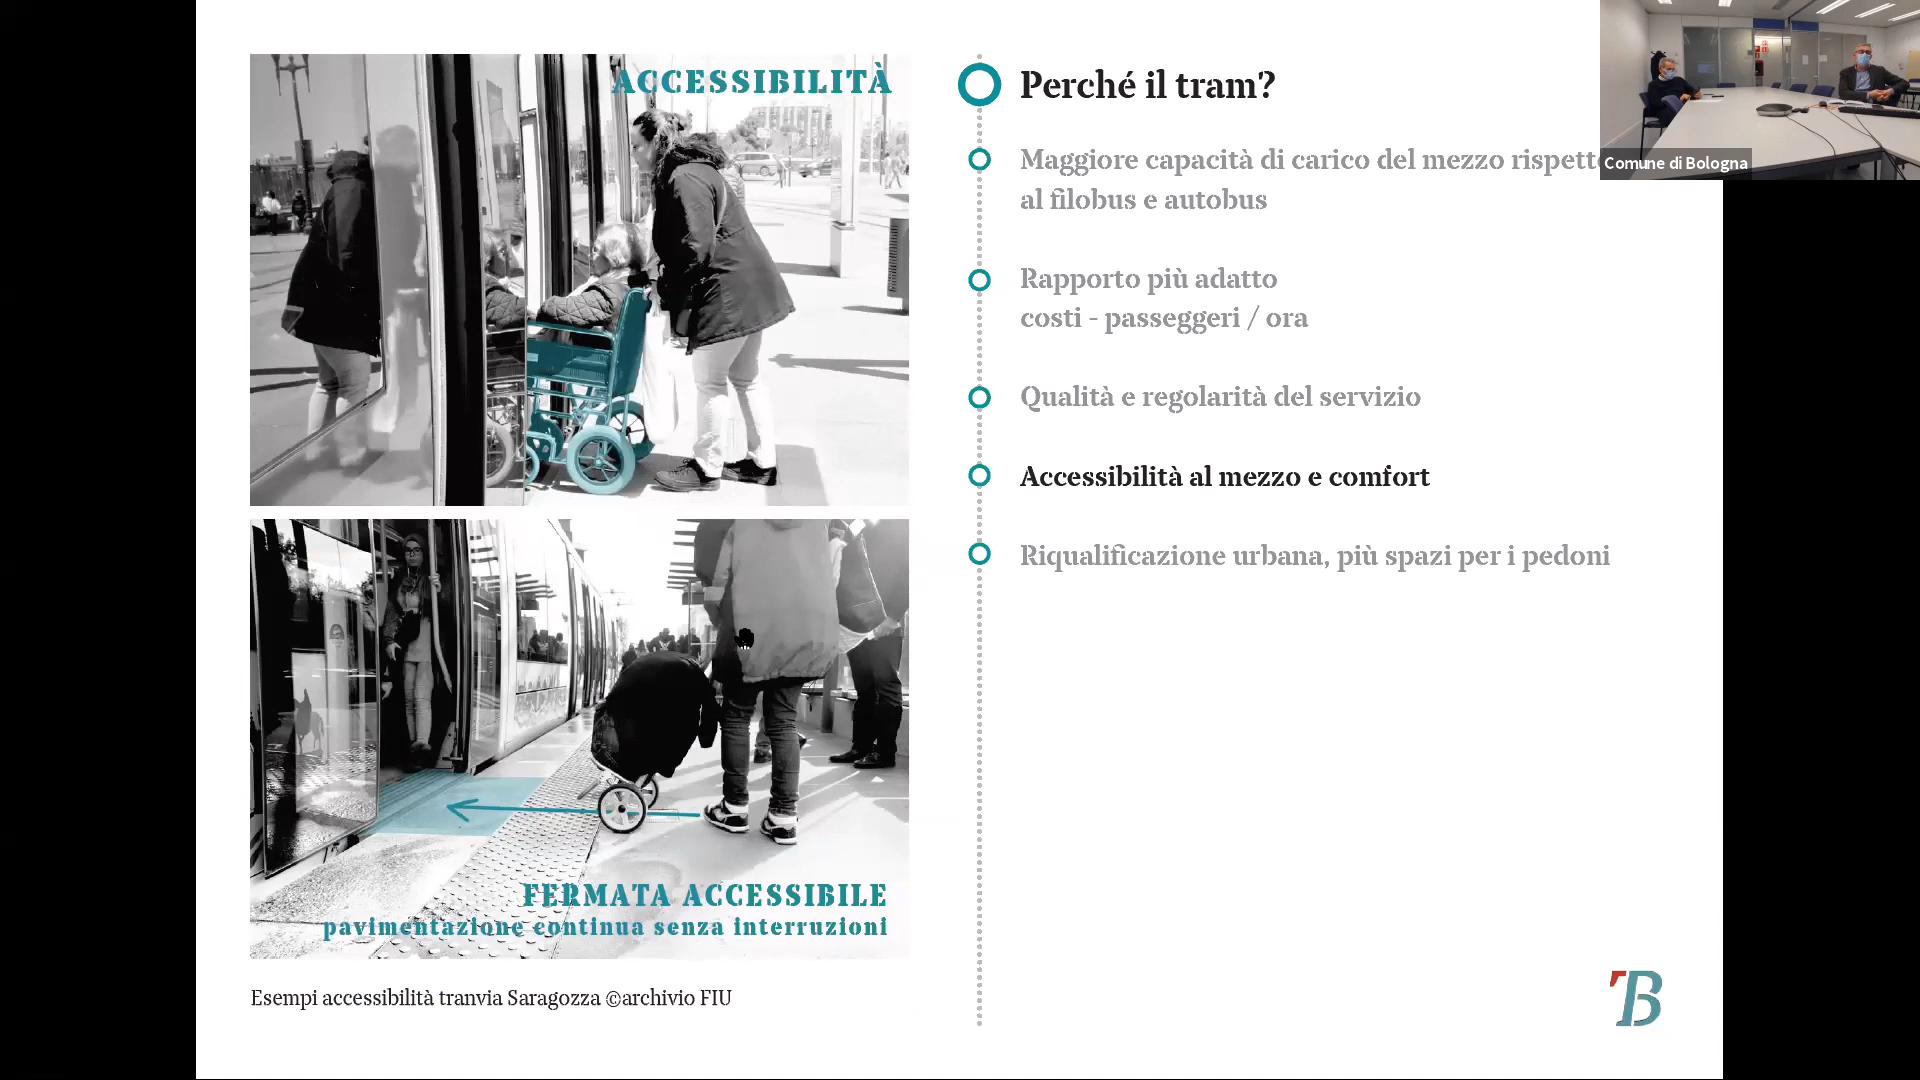 ACCESSIBILITÀ
FERMATA ACCESSIBILE
pavimentazione continua senza interruzioni
Esempi accessibilità tranvia Saragozza ©archivio FIU
Perché il tram?
Maggiore capacità di carico del mezzo rispett
al filobus e autobus
Rapporto più adatto
costi - passeggeri / ora
Qualità e regolarità del servizio
Accessibilità al mezzo e comfort
Riqualificazione urbana, più spazi per i pedoni
Comune di Bologna
TB